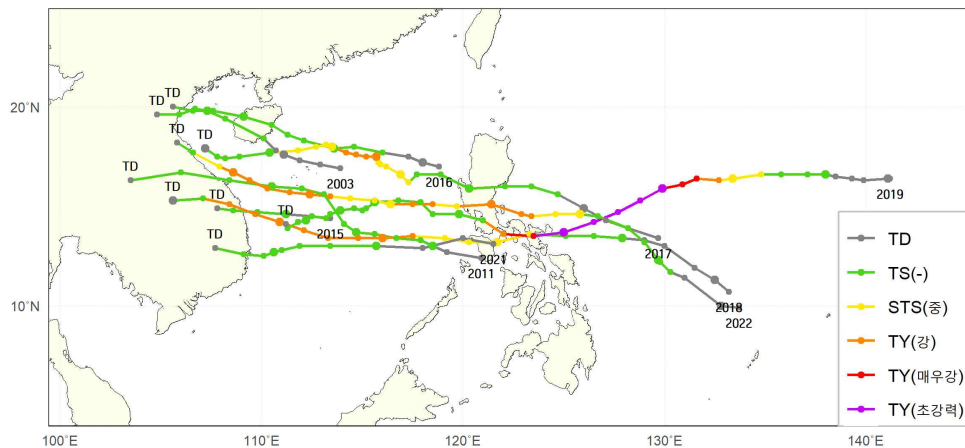 20°N
10°N
TD
TD
TD
TD
TD
TD
TD
TD
2003
2016
2015
2021
2011
2017
2018
2022
2019
TD
TS(-)
STS(중)
TY(강)
TY(매우강)
TY(초강력)
100°E
110°E
120°E
130°E
140°E